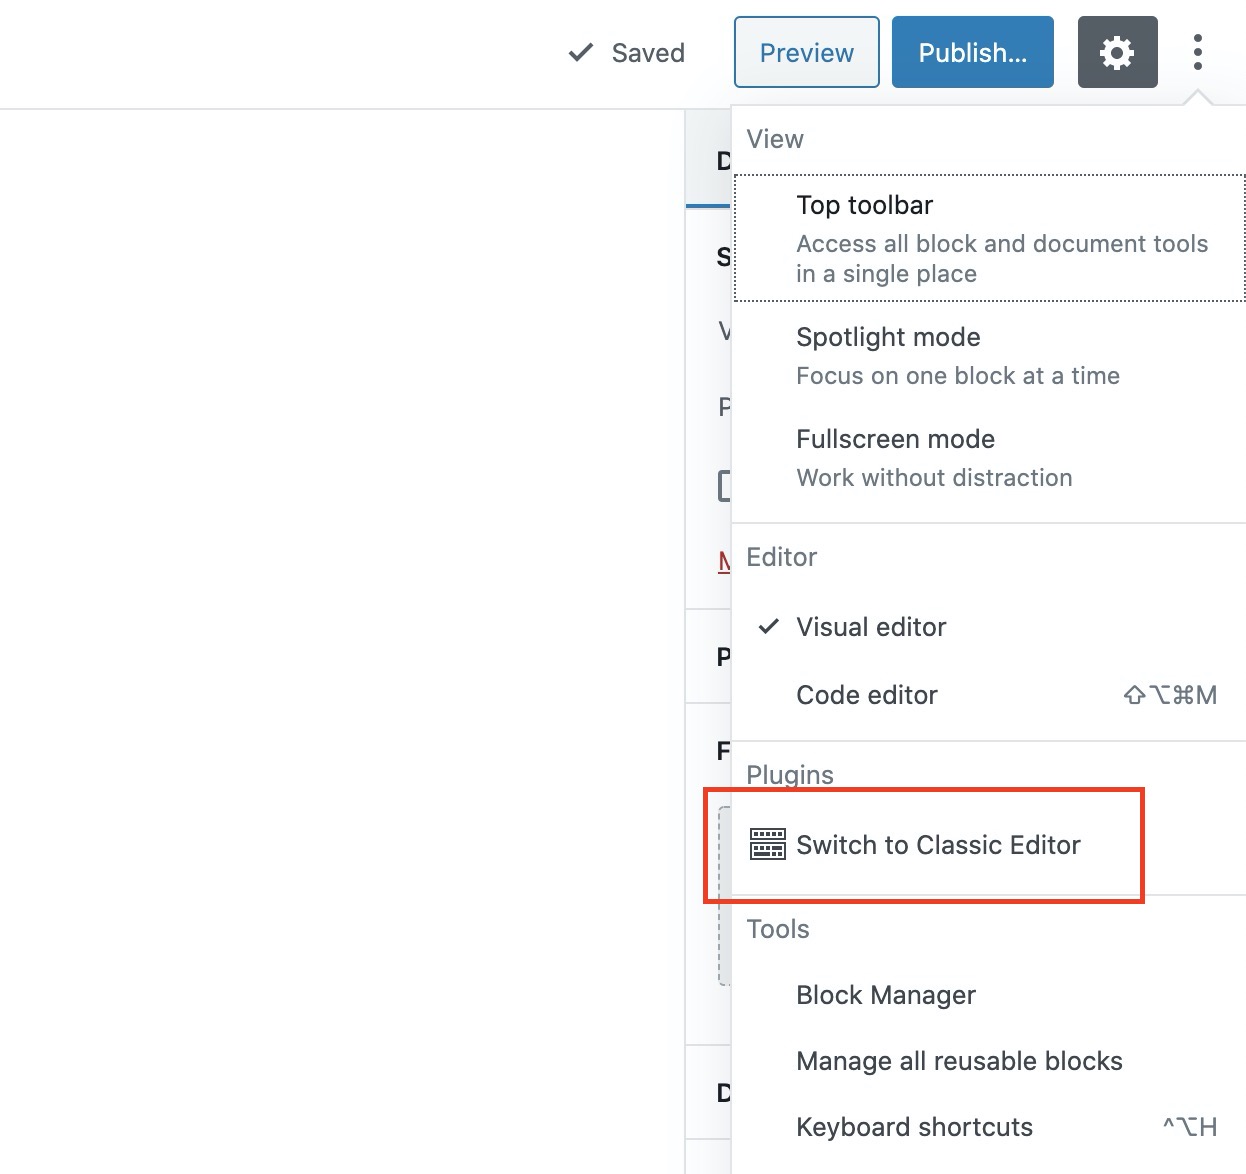 Saved
Preview
Publish...
View
Top toolbar
Access all block and document tools
in a single place
Spotlight mode
Focus on one block at a time
Fullscreen mode
Work without distraction
Editor
Visual editor
Code editor ⇧⌥⌘M
Plugins
Switch to Classic Editor
Tools
Block Manager
Manage all reusable blocks
Keyboard shortcuts ^⌥H